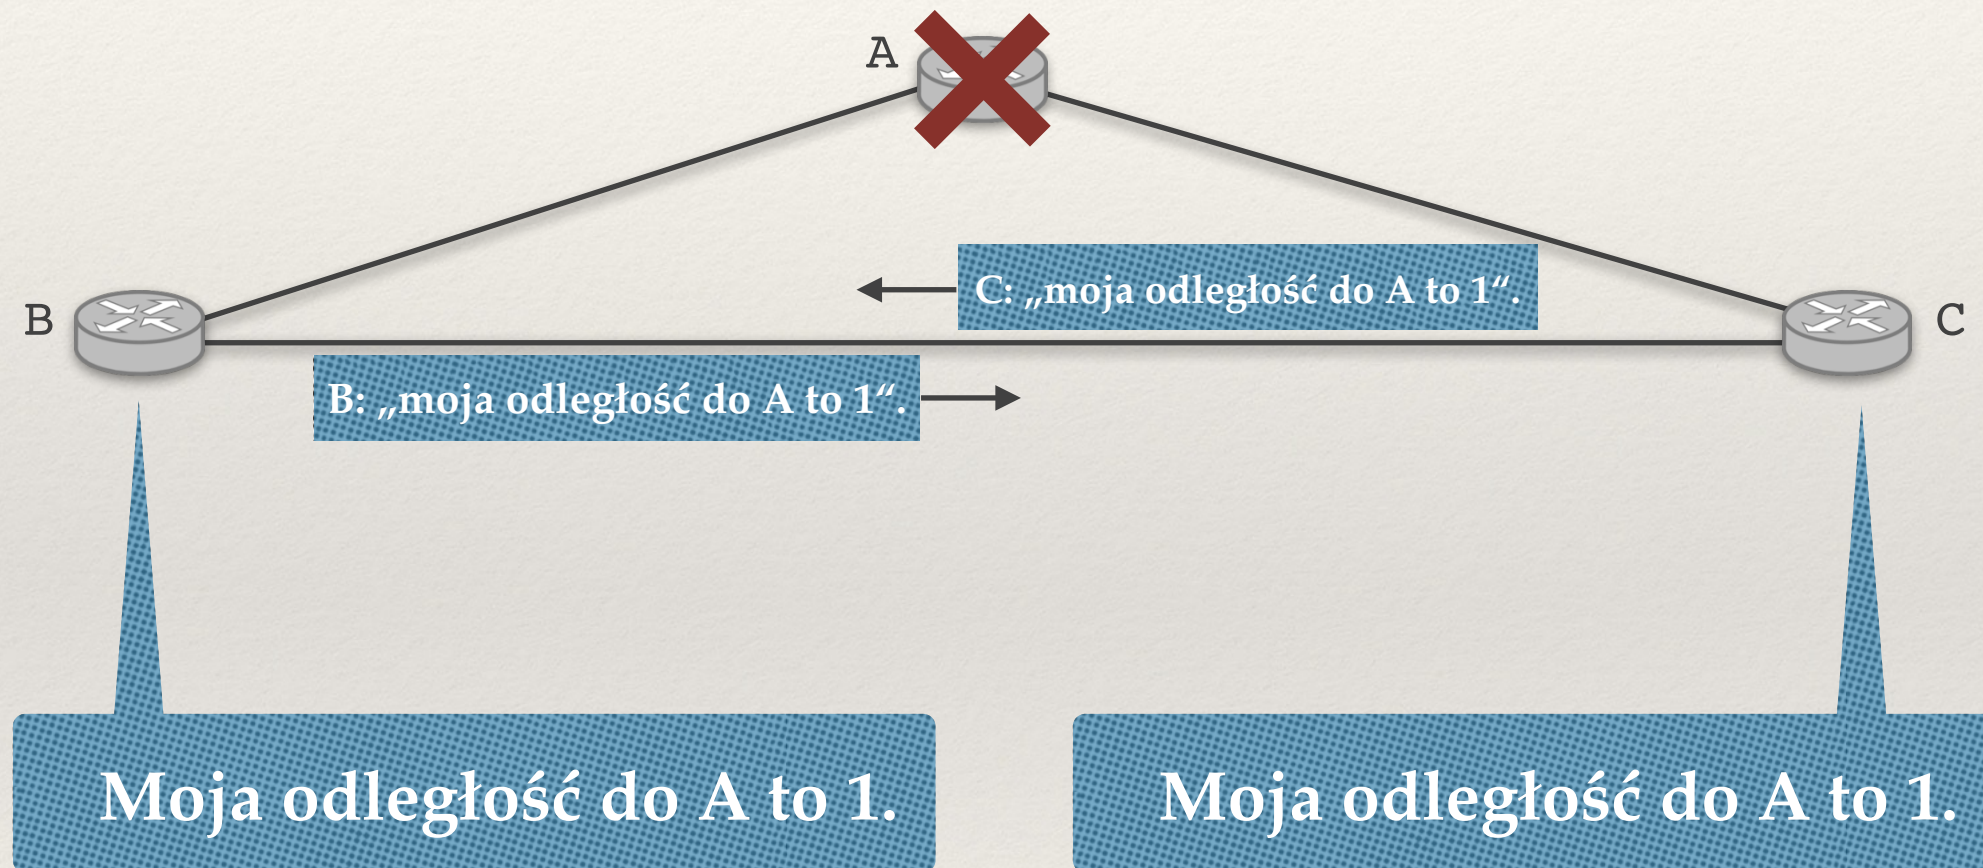 A
C: „moja odległość do A to 1“.
B
C
B: „moja odległość do A to 1“.
Moja odległość do A to 1.
Moja odległość do A to 1.